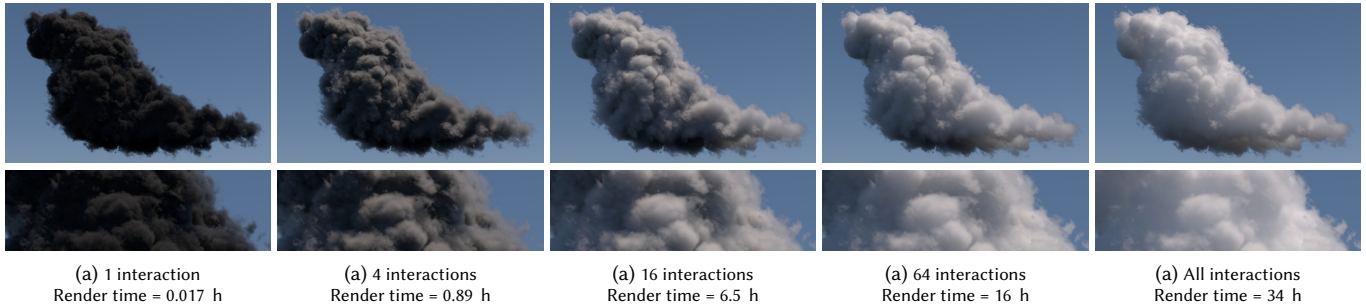 (a) 1 interaction
Render time = 0.017 h
(a) 4 interactions
Render time = 0.89 h
(a) 16 interactions
Render time = 6.5 h
(a) 64 interactions
Render time = 16 h
(a) All interactions
Render time = 34 h